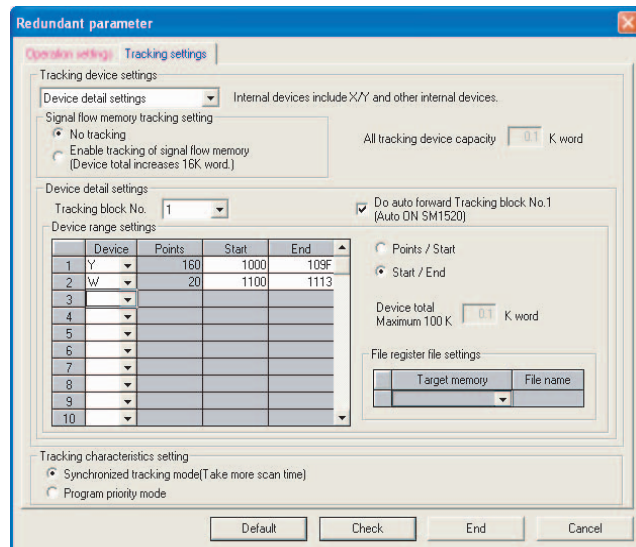 Redundant parameter
Operation settings Tracking settings
Tracking device settings
Device detail settings Internal devices include X/Y and other internal devices.
Signal flow memory tracking setting
No tracking
Enable tracking of signal flow memory
(Device total increases 16K word.)
All tracking device capacity 0.1 K word
Device detail settings
Tracking block No. 1
Do auto forward Tracking block No.1
(Auto ON SM1520)
Device range settings
Device Points Start End
1 Y 160 1000 109F
2 W 20 1100 1113
3
4
5
6
7
8
9
10
Points / Start
Start / End
Device total
Maximum 100 K 0.1 K word
File register file settings
Target memory File name
Tracking characteristics setting
Synchronized tracking mode(Take more scan time)
Program priority mode
Default Check End Cancel